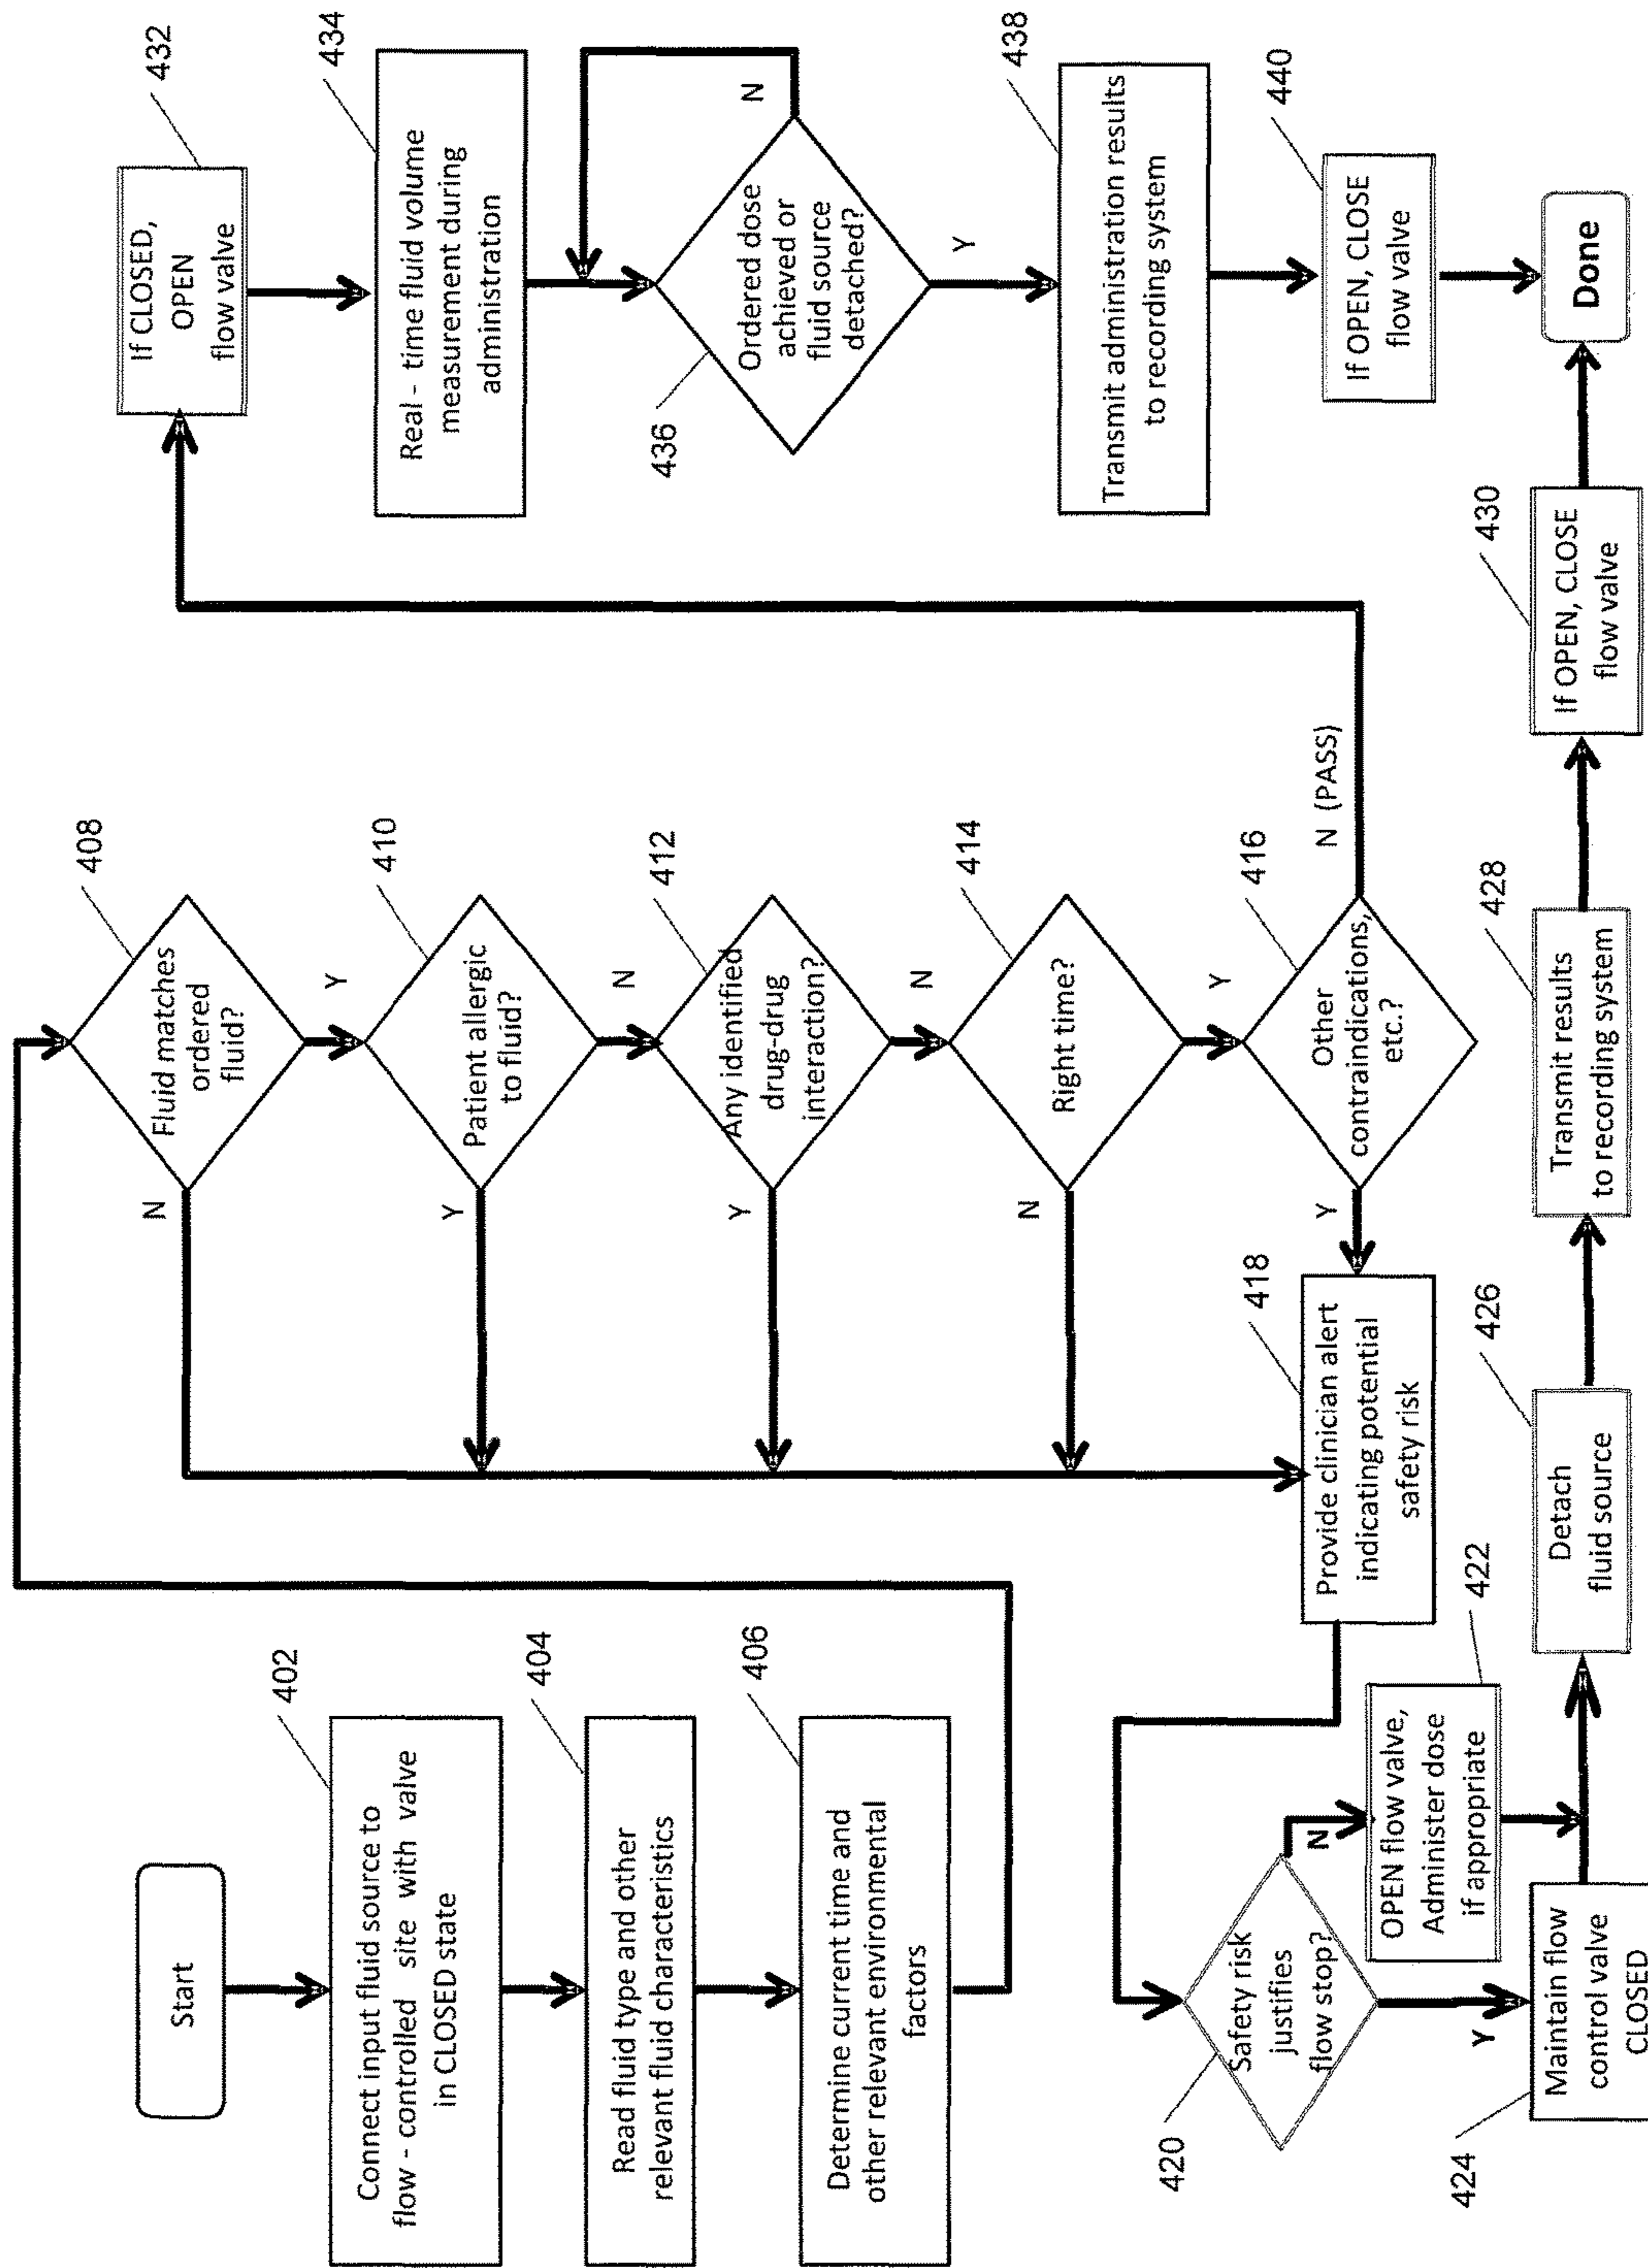 Start
402
Connect input fluid source to
flow - controlled site with valve
in CLOSED state
404
Read fluid type and other
relevant fluid characteristics
406
Determine current time and
other relevant environmental
factors
408
Fluid matches
ordered
fluid?
N
Y
410
Patient allergic
to fluid?
Y
N
412
Any identified
drug-drug
interaction?
Y
N
414
Right time?
N
Y
416
Other
contraindications,
etc.?
Y
N (PASS)
418
Provide clinician alert
indicating potential
safety risk
420
Safety risk
justifies
flow stop?
N
Y
422
OPEN flow valve,
Administer dose
if appropriate
424
Maintain flow
control valve
CLOSED
426
Detach
fluid source
428
Transmit results
to recording system
430
If OPEN, CLOSE
flow valve
432
If CLOSED,
OPEN
flow valve
434
Real - time fluid volume
measurement during
administration
436
Ordered dose
achieved or
fluid source
detached?
N
Y
438
Transmit administration results
to recording system
440
If OPEN, CLOSE
flow valve
Done